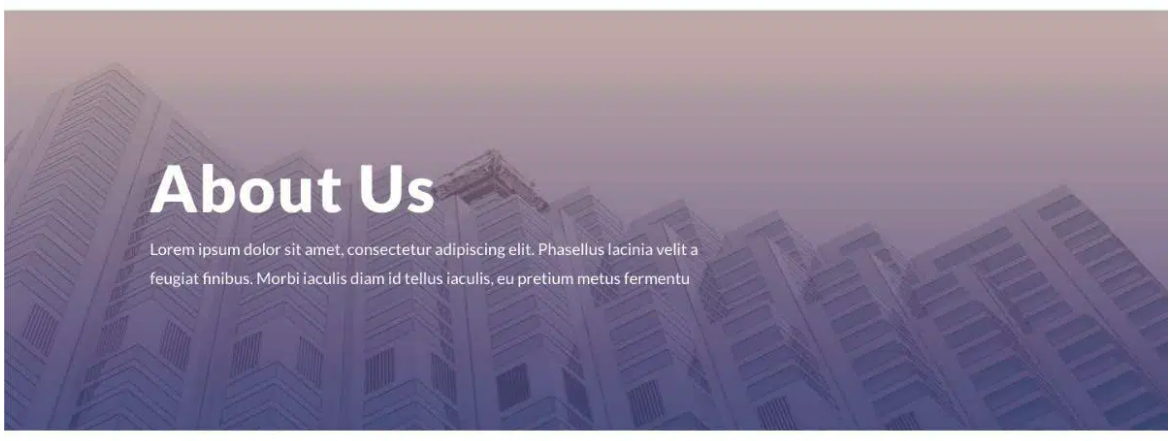 About Us
Lorem ipsum dolor sit amet, consectetur adipiscing elit. Phasellus lacinia velit a
feugiat finibus. Morbi iaculis diam id tellus iaculis, eu pretium metus fermentu